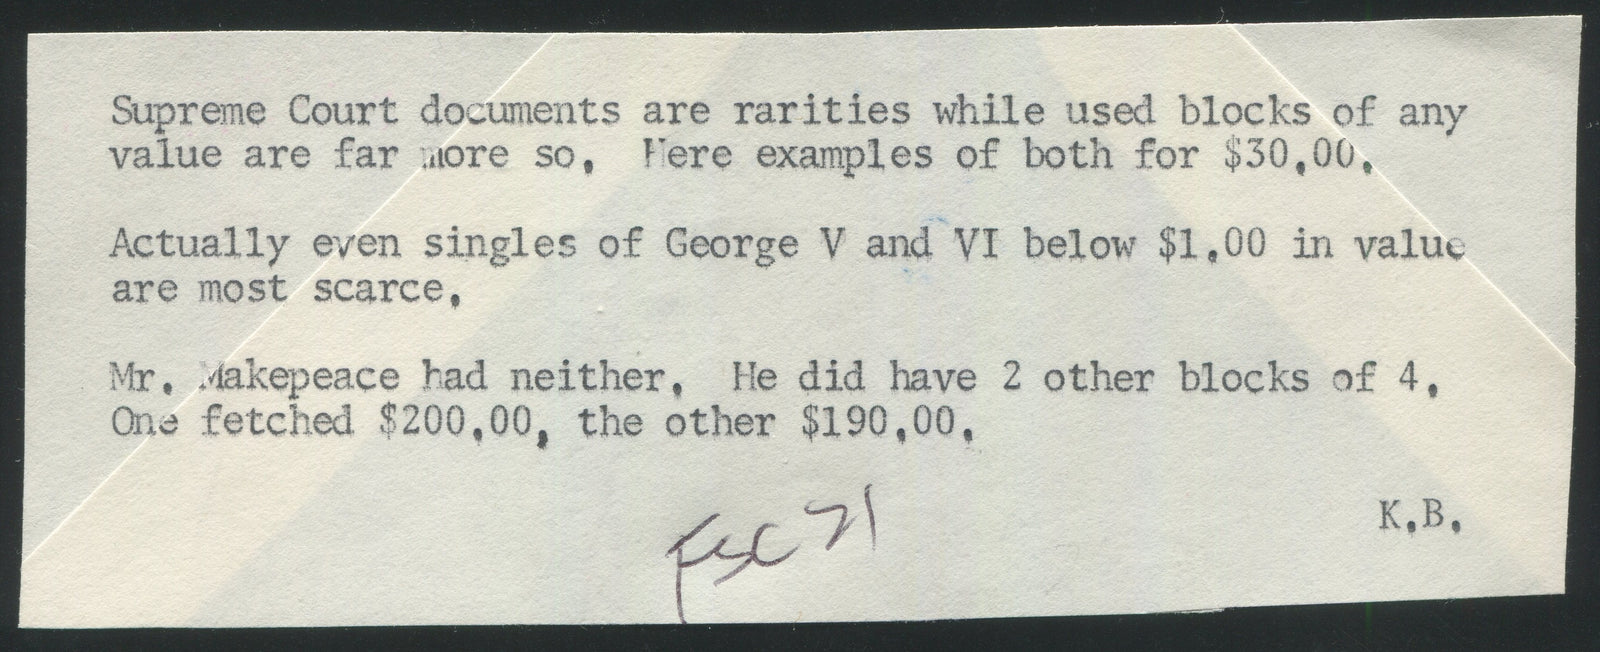 Supreme Court documents are rarities while used blocks of any
value are far more so. Here examples of both for $30.00.
Actually even singles of George V and VI below $1.00 in value
are most scarce.
Mr. Makepeace had neither. He did have 2 other blocks of 4.
One fetched $200.00, the other $190.00.
K.B.
FSC 21